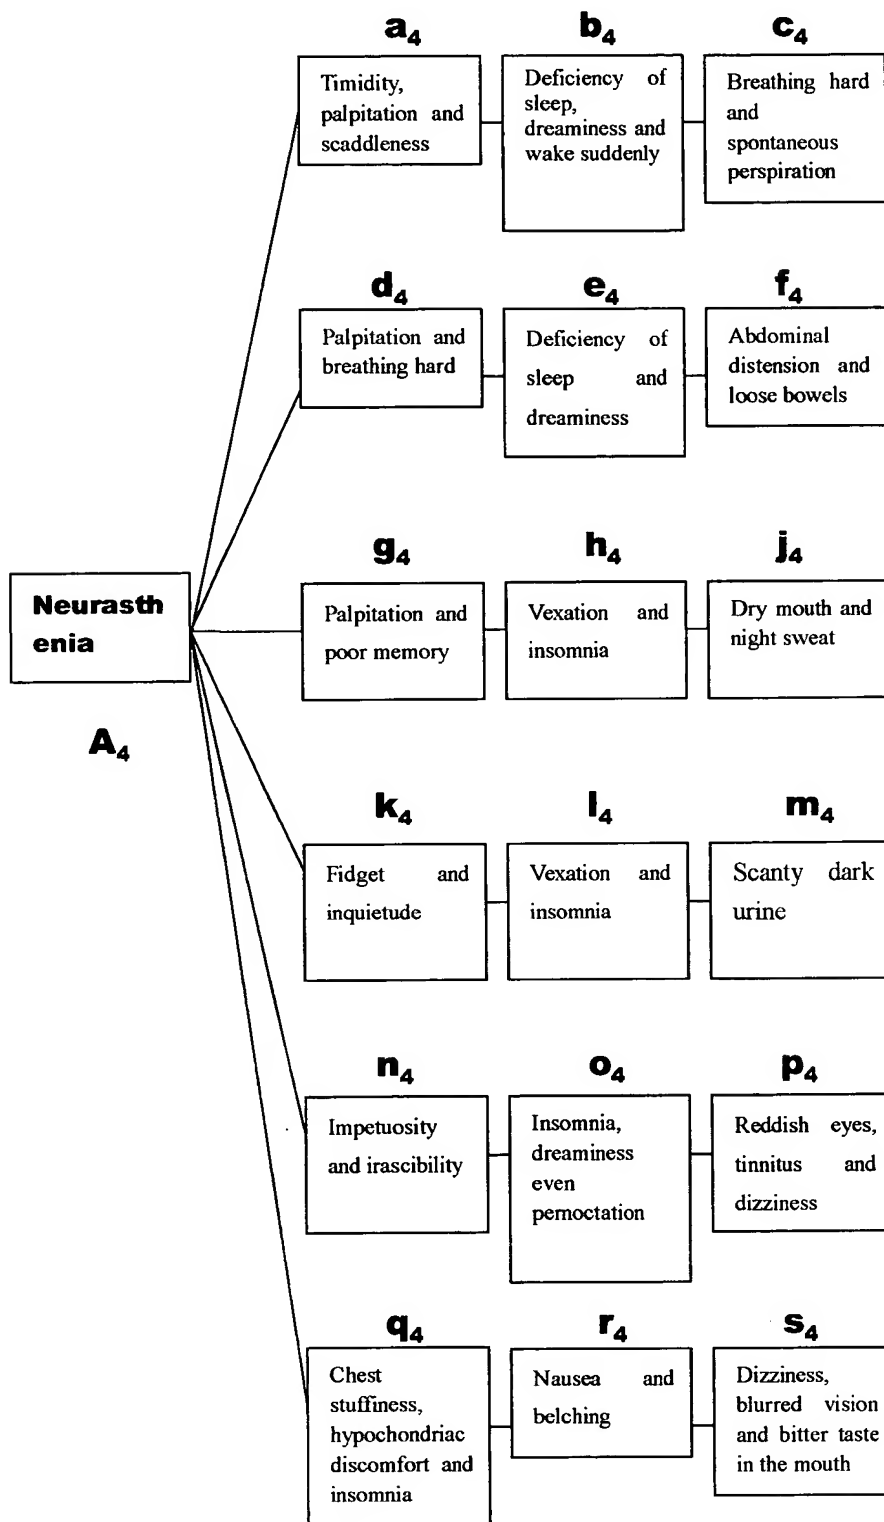 a4
Timidity,
palpitation and
scaddleness
b4
Deficiency of
sleep,
dreaminess and
wake suddenly
c4
Breathing hard
and
spontaneous
perspiration
d4
Palpitation and
breathing hard
e4
Deficiency of
sleep and
dreaminess
f4
Abdominal
distension and
loose bowels
Neurasth
enia
A4
g4
Palpitation and
poor memory
h4
Vexation and
insomnia
j4
Dry mouth and
night sweat
k4
Fidget and
inquietude
l4
Vexation and
insomnia
m4
Scanty dark
urine
n4
Impetuosity
and irascibility
o4
Insomnia,
dreaminess
even
pernoctation
p4
Reddish eyes,
tinnitus and
dizziness
q4
Chest
stuffiness,
hypochondriac
discomfort and
insomnia
r4
Nausea and
belching
s4
Dizziness,
blurred vision
and bitter taste
in the mouth